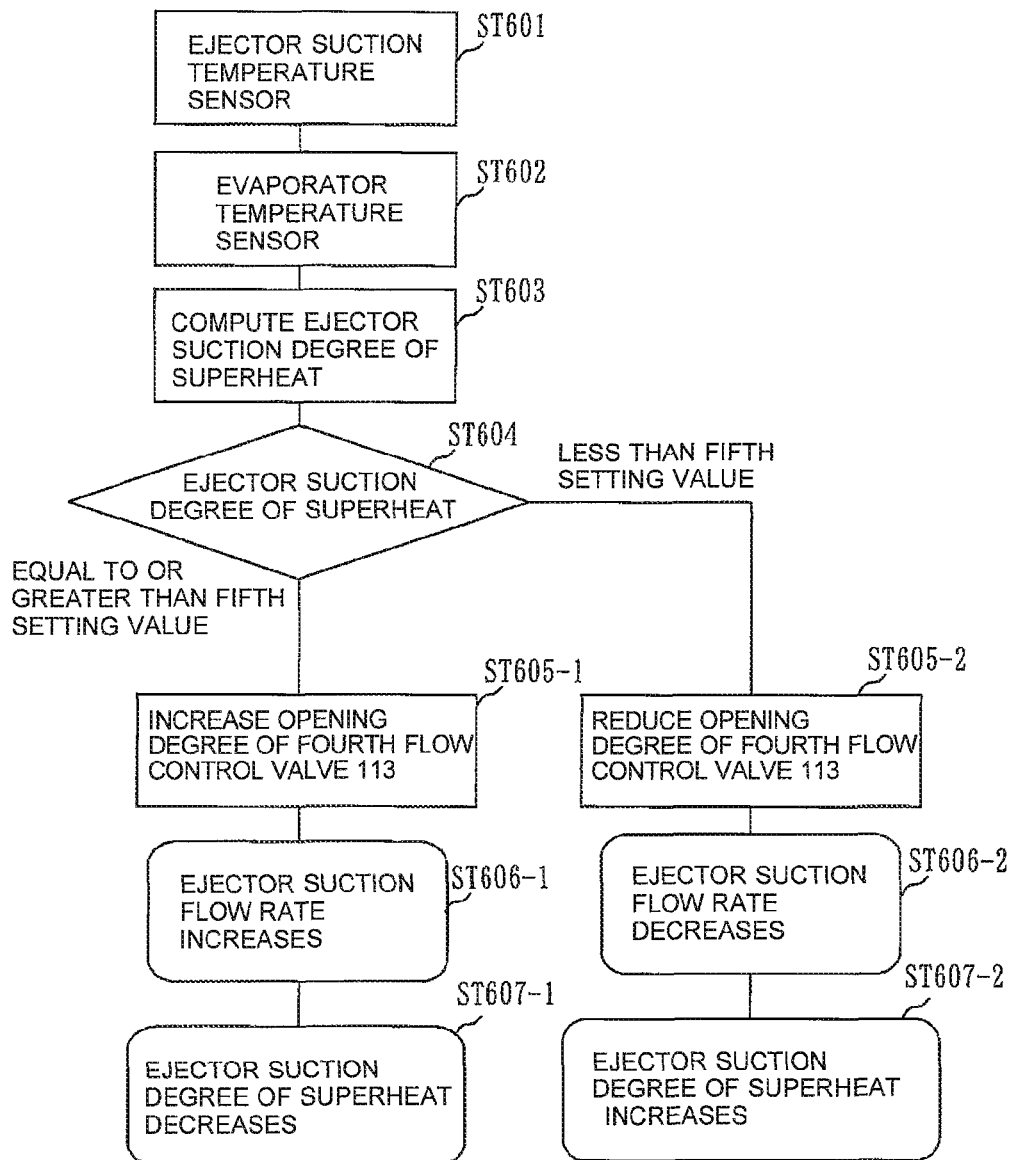 EJECTOR SUCTION
TEMPERATURE
SENSOR
ST601
EVAPORATOR
TEMPERATURE
SENSOR
ST602
COMPUTE EJECTOR
SUCTION DEGREE OF
SUPERHEAT
ST603
EJECTOR SUCTION
DEGREE OF SUPERHEAT
ST604
LESS THAN FIFTH
SETTING VALUE
EQUAL TO OR
GREATER THAN FIFTH
SETTING VALUE
INCREASE OPENING
DEGREE OF FOURTH FLOW
CONTROL VALVE 113
ST605-1
REDUCE OPENING
DEGREE OF FOURTH FLOW
CONTROL VALVE 113
ST605-2
EJECTOR SUCTION
FLOW RATE
INCREASES
ST606-1
EJECTOR SUCTION
FLOW RATE
DECREASES
ST606-2
EJECTOR SUCTION
DEGREE OF SUPERHEAT
DECREASES
ST607-1
EJECTOR SUCTION
DEGREE OF SUPERHEAT
INCREASES
ST607-2